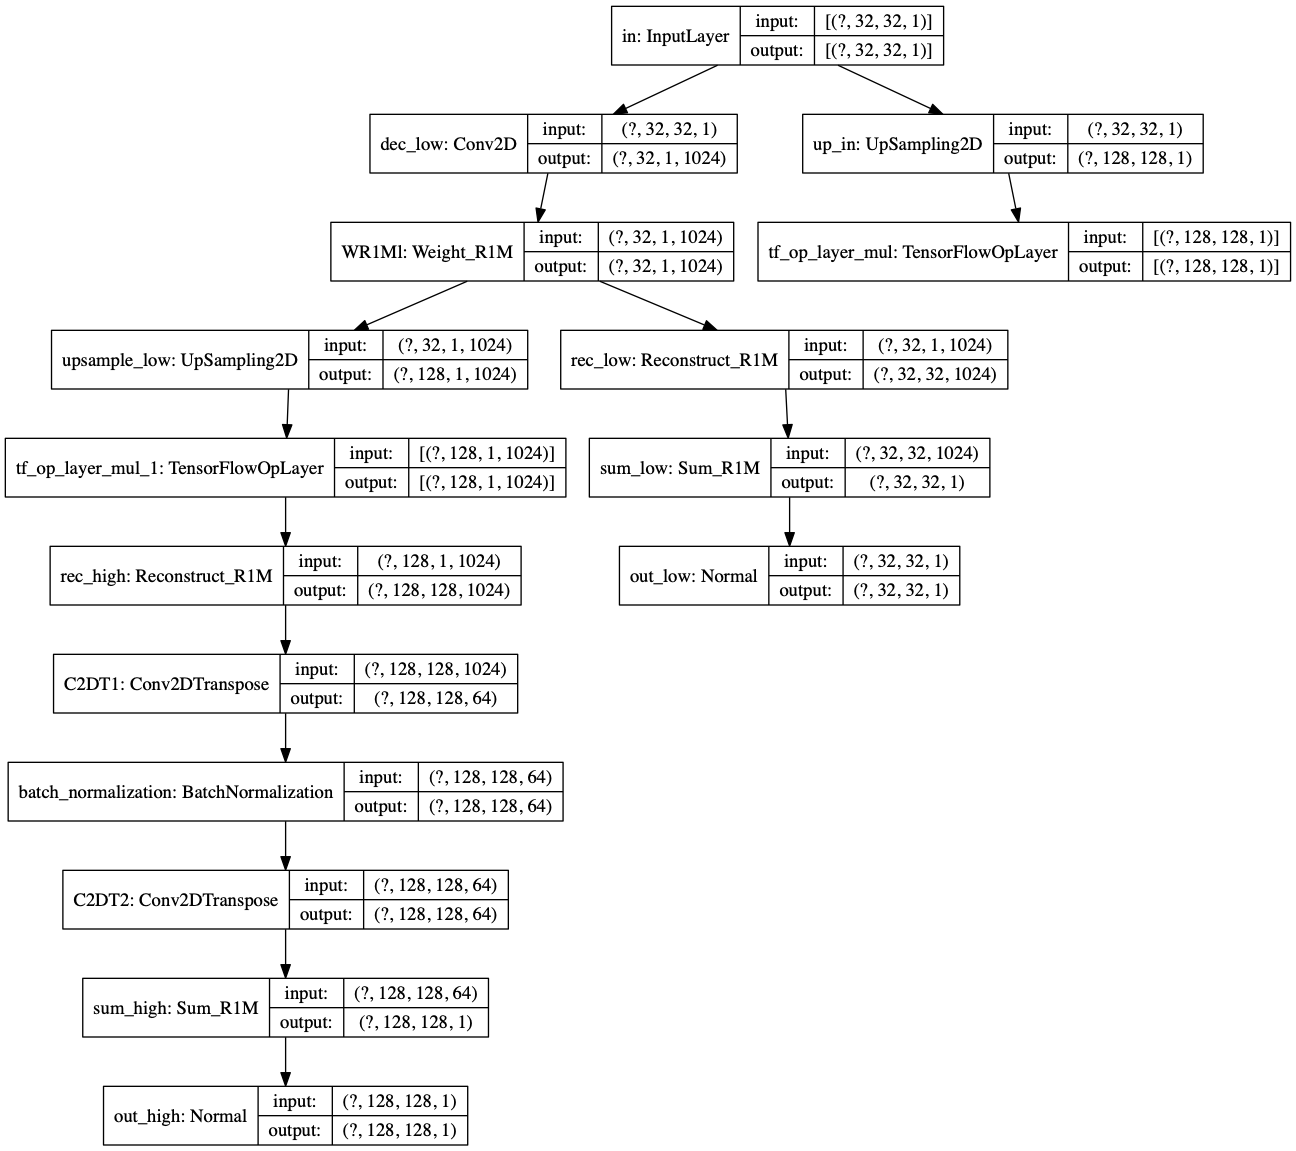 in: InputLayer
input: [(?, 32, 32, 1)]
output: [(?, 32, 32, 1)]
dec_low: Conv2D
input: (?, 32, 32, 1)
output: (?, 32, 1, 1024)
up_in: UpSampling2D
input: (?, 32, 32, 1)
output: (?, 128, 128, 1)
WR1Ml: Weight_R1M
input: (?, 32, 1, 1024)
output: (?, 32, 1, 1024)
tf_op_layer_mul: TensorFlowOpLayer
input: [(?, 128, 128, 1)]
output: [(?, 128, 128, 1)]
upsample_low: UpSampling2D
input: (?, 32, 1, 1024)
output: (?, 128, 1, 1024)
rec_low: Reconstruct_R1M
input: (?, 32, 1, 1024)
output: (?, 32, 32, 1024)
tf_op_layer_mul_1: TensorFlowOpLayer
input: [(?, 128, 1, 1024)]
output: [(?, 128, 1, 1024)]
sum_low: Sum_R1M
input: (?, 32, 32, 1024)
output: (?, 32, 32, 1)
rec_high: Reconstruct_R1M
input: (?, 128, 1, 1024)
output: (?, 128, 128, 1024)
out_low: Normal
input: (?, 32, 32, 1)
output: (?, 32, 32, 1)
C2DT1: Conv2DTranspose
input: (?, 128, 128, 1024)
output: (?, 128, 128, 64)
batch_normalization: BatchNormalization
input: (?, 128, 128, 64)
output: (?, 128, 128, 64)
C2DT2: Conv2DTranspose
input: (?, 128, 128, 64)
output: (?, 128, 128, 64)
sum_high: Sum_R1M
input: (?, 128, 128, 64)
output: (?, 128, 128, 1)
out_high: Normal
input: (?, 128, 128, 1)
output: (?, 128, 128, 1)